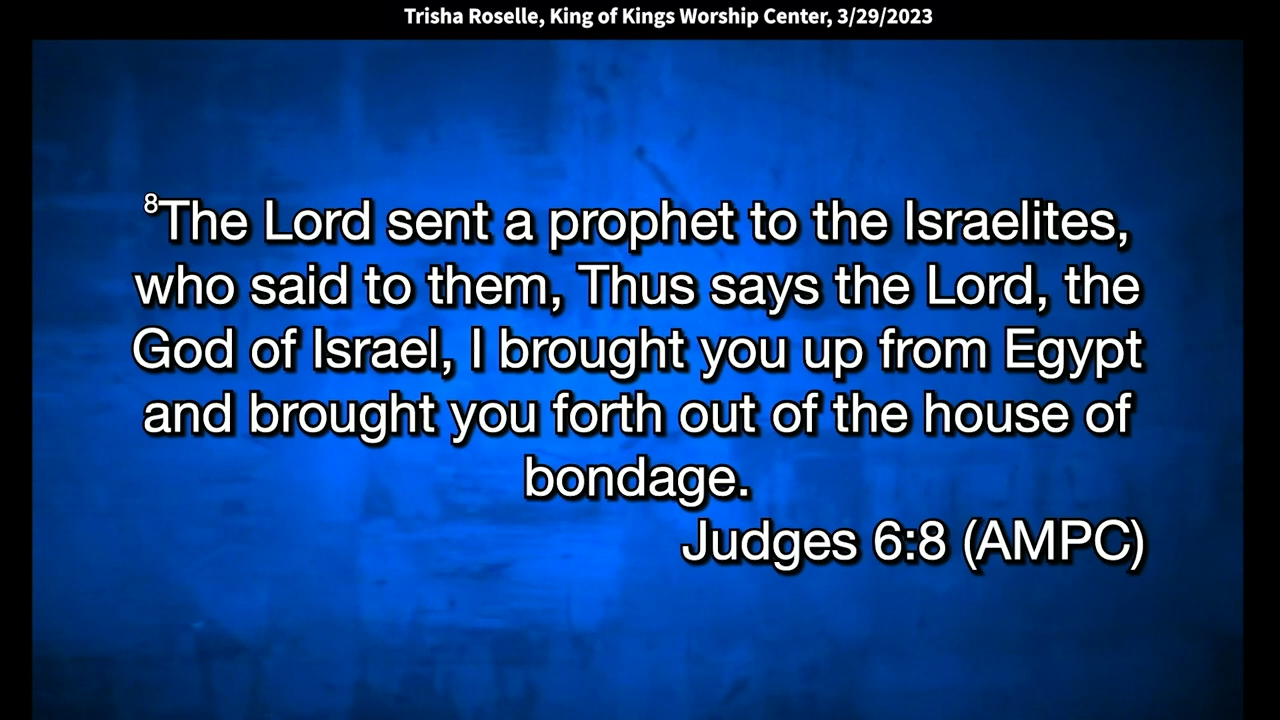 Trisha Roselle, King of Kings Worship Center, 3/29/2023
⁸The Lord sent a prophet to the Israelites,
who said to them, Thus says the Lord, the
God of Israel, I brought you up from Egypt
and brought you forth out of the house of
bondage.
Judges 6:8 (AMPC)